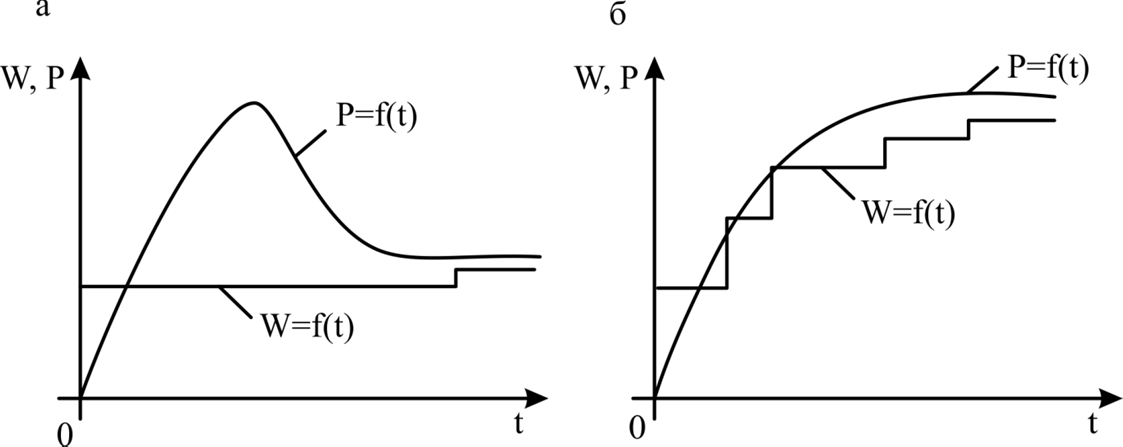 а
W, P
P=f(t)
W=f(t)
0
t
б
W, P
P=f(t)
W=f(t)
0
t